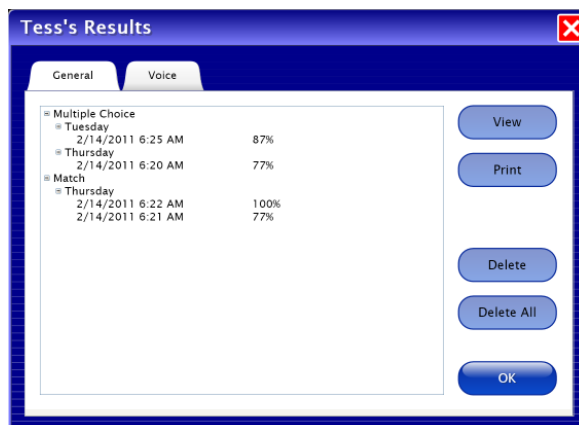 Tess's Results
General Voice
Multiple Choice
Tuesday
2/14/2011 6:25 AM 87%
Thursday
2/14/2011 6:20 AM 77%
Match
Thursday
2/14/2011 6:22 AM 100%
2/14/2011 6:21 AM 77%
View
Print
Delete
Delete All
OK